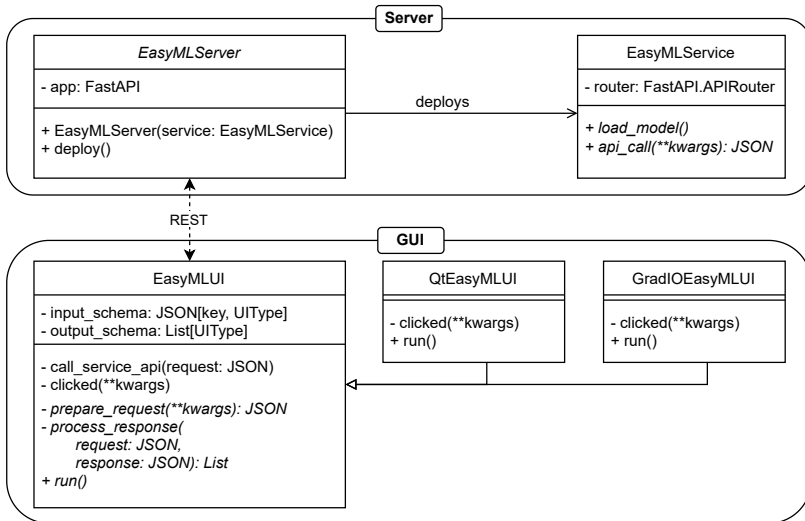 Server
EasyMLServer
- app: FastAPI
+ EasyMLServer(service: EasyMLService)
+ deploy()
deploys
EasyMLService
- router: FastAPI.APIRouter
+ load_model()
+ api_call(**kwargs): JSON
REST
GUI
EasyMLUI
- input_schema: JSON[key, UIType]
- output_schema: List[UIType]
- call_service_api(request: JSON)
- clicked(**kwargs)
- prepare_request(**kwargs): JSON
- process_response(
request: JSON,
response: JSON): List
+ run()
QtEasyMLUI
- clicked(**kwargs)
+ run()
GradIOEasyMLUI
- clicked(**kwargs)
+ run()